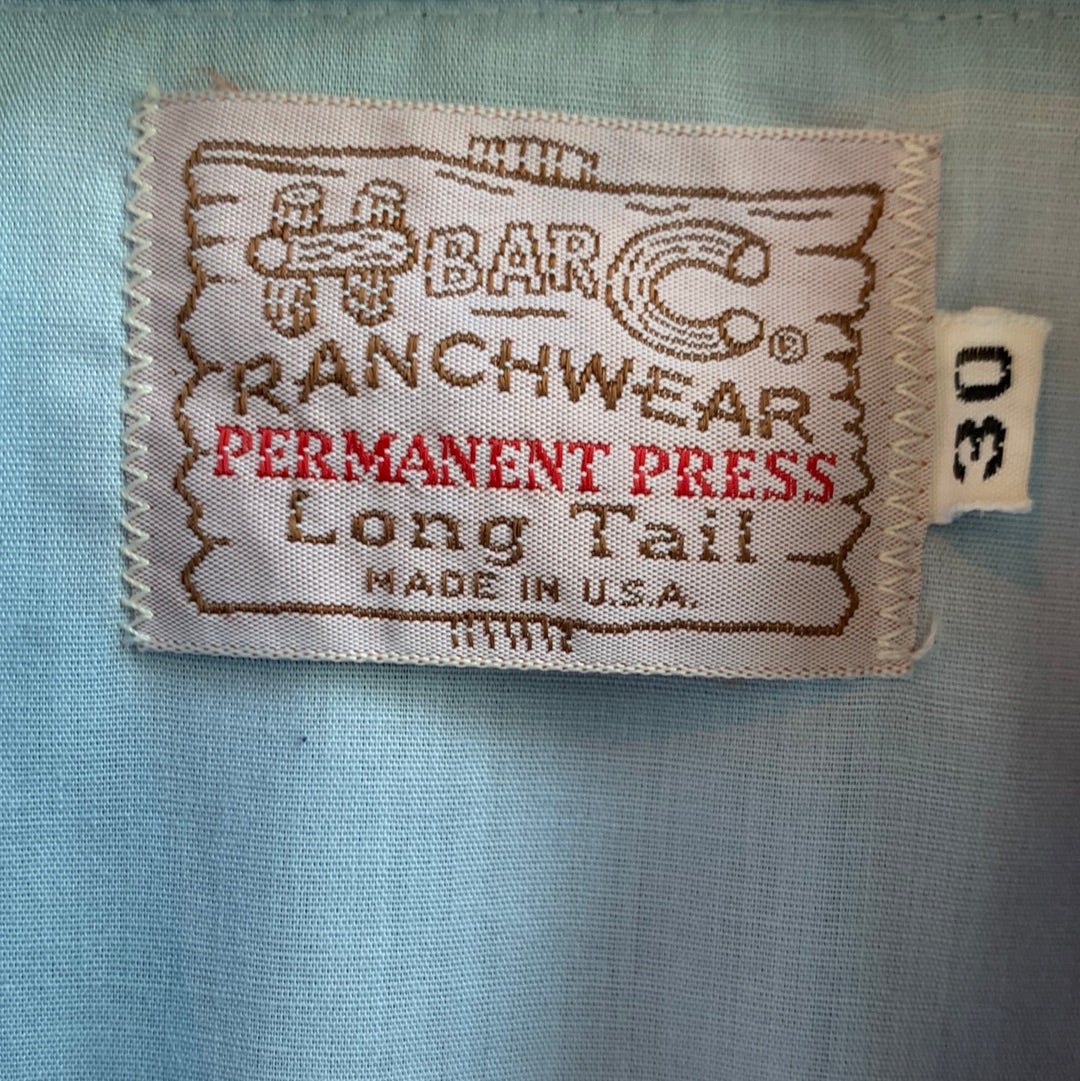 H BAR C ®
RANCHWEAR
PERMANENT PRESS
Long Tail
MADE IN U.S.A.
30